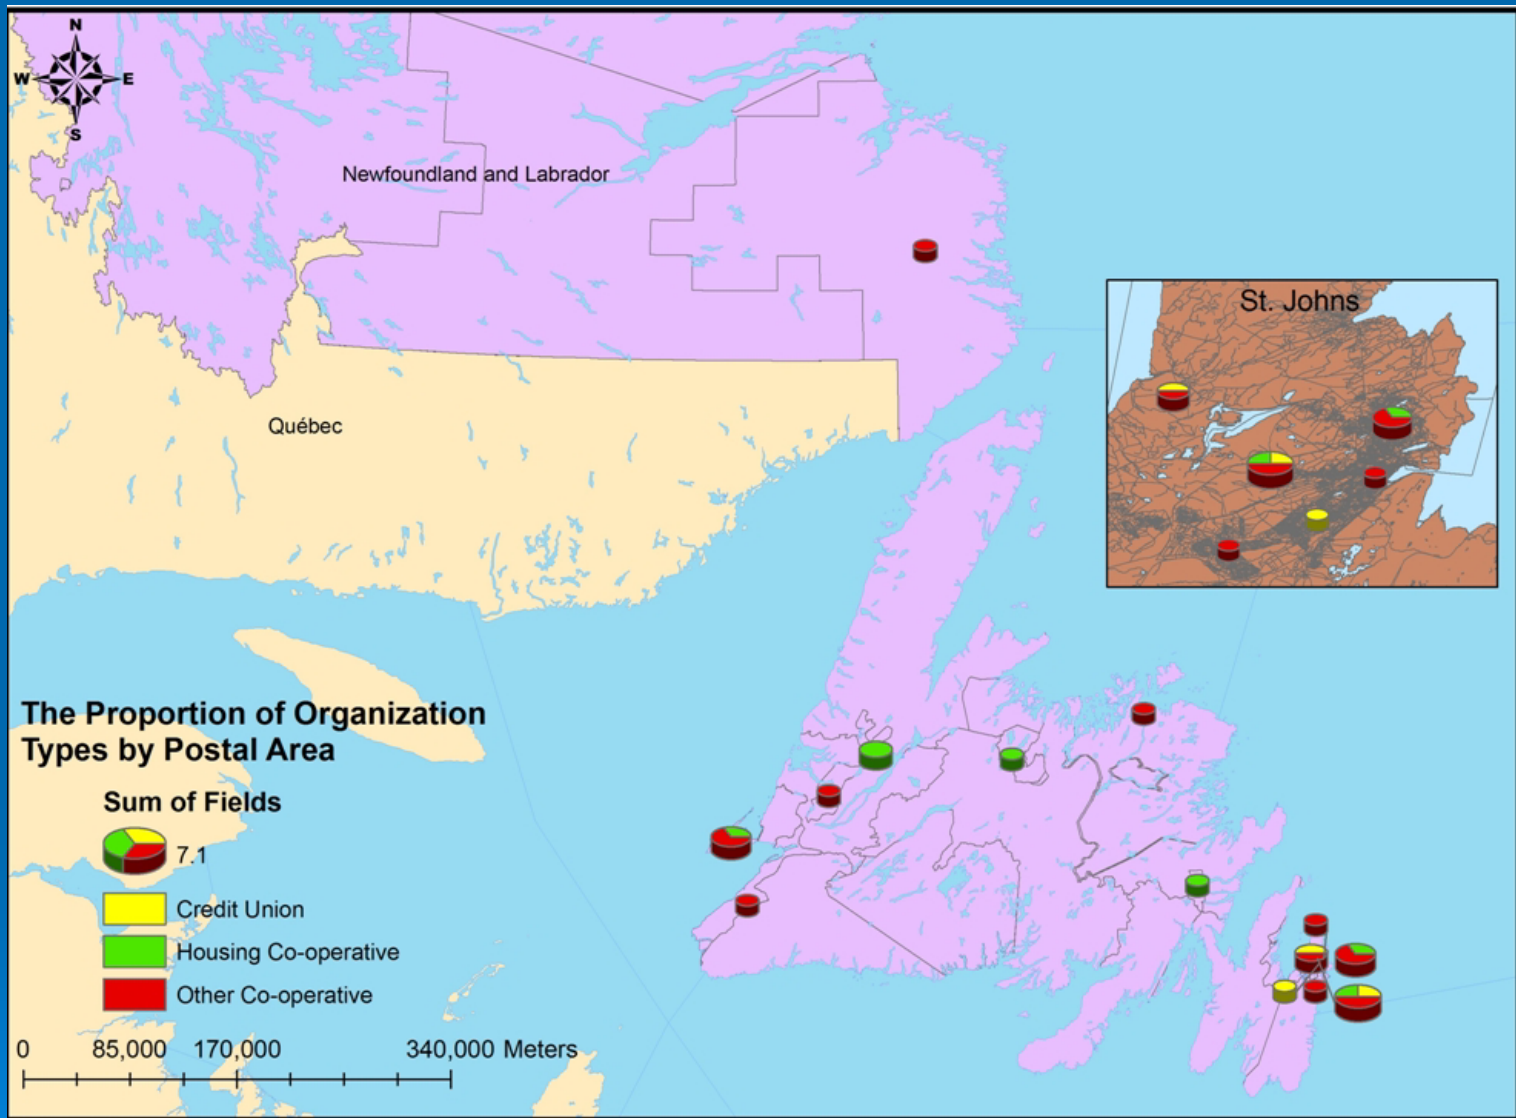 N
W E
S
Newfoundland and Labrador
St. Johns
Québec
The Proportion of Organization
Types by Postal Area
Sum of Fields
7.1
Credit Union
Housing Co-operative
Other Co-operative
0 85,000 170,000 340,000 Meters